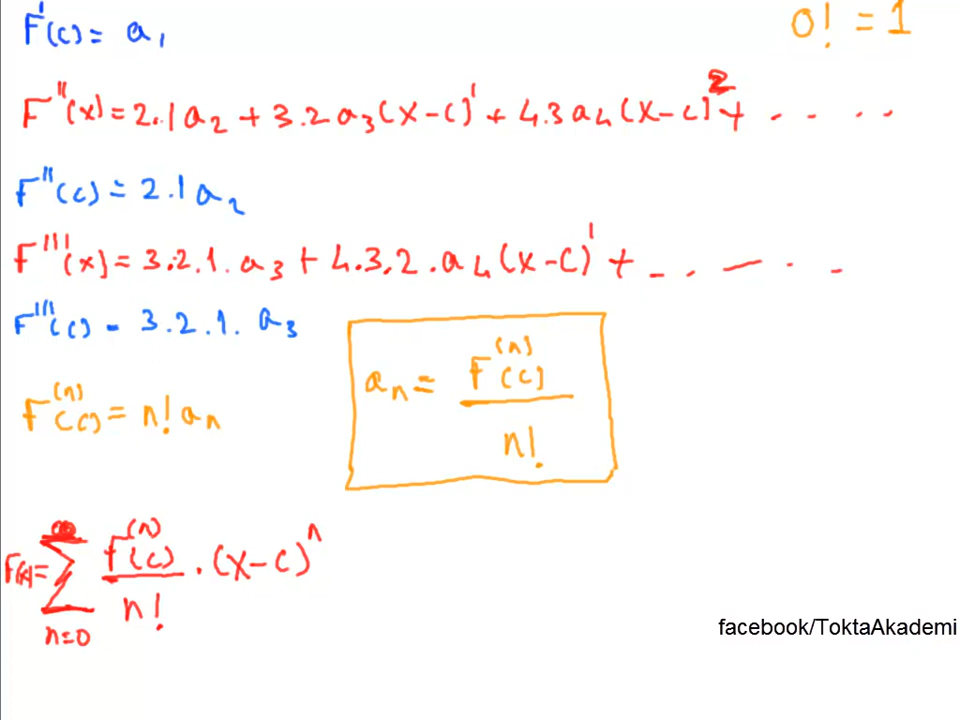 F'(c) = a₁
0! = 1
F''(x) = 2.1 a₂ + 3.2 a₃ (x-c)¹ + 4.3 a₄ (x-c)² + . . . .
F''(c) = 2.1 a₂
F'''(x) = 3.2.1. a₃ + 4.3.2. a₄ (x-c)¹ + - . - . .
F'''(c) = 3.2.1. a₃
F⁽ⁿ⁾(c) = n! aₙ
aₙ = F⁽ⁿ⁾(c) / n!
F(x) = ∑_{n=0}^{∞} f⁽ⁿ⁾(c) / n! . (x-c)ⁿ
facebook/ToktaAkademi